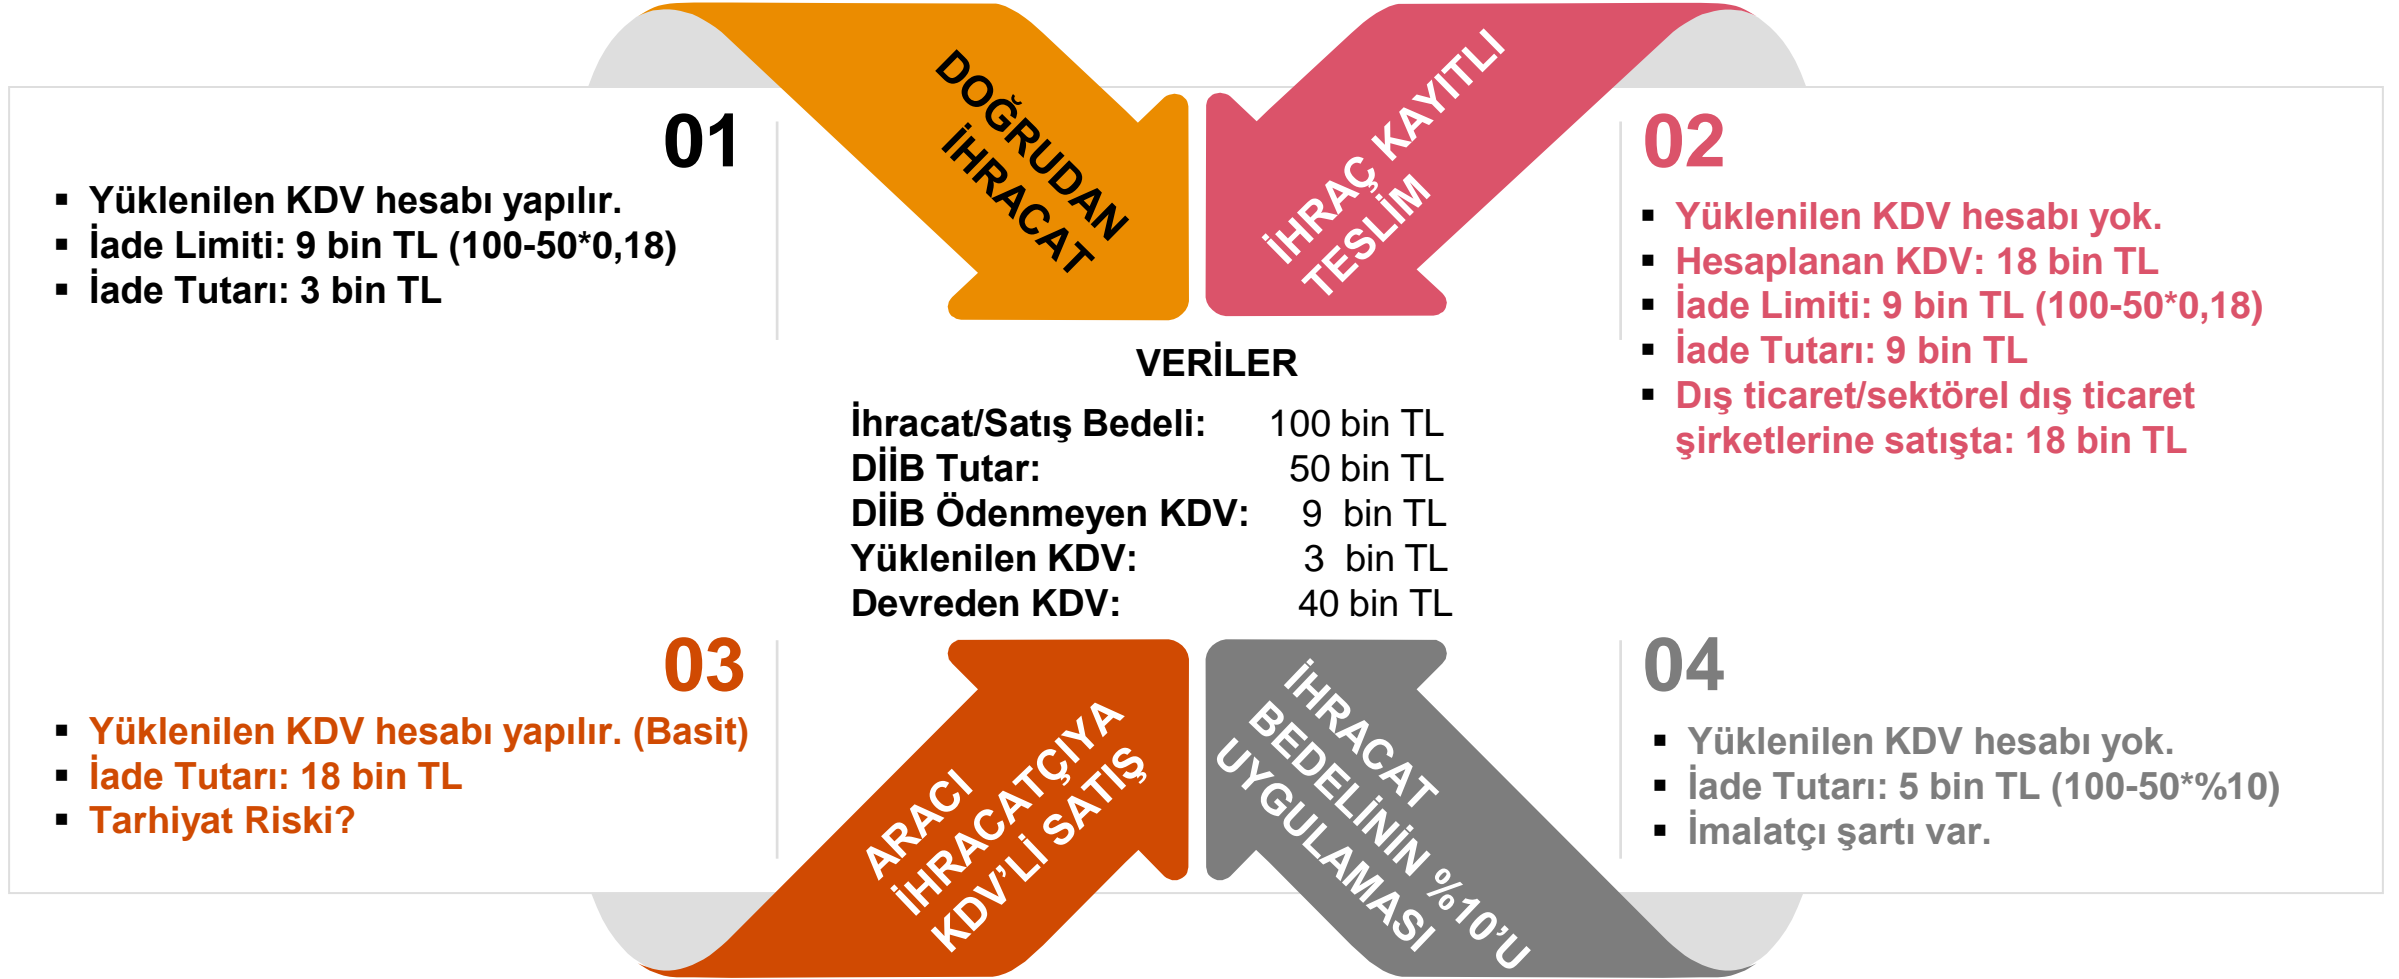 DOĞRUDAN
İHRACAT
İHRAÇ KAYITLI
TESLİM
01
▪ Yüklenilen KDV hesabı yapılır.
▪ İade Limiti: 9 bin TL (100-50*0,18)
▪ İade Tutarı: 3 bin TL
02
▪ Yüklenilen KDV hesabı yok.
▪ Hesaplanan KDV: 18 bin TL
▪ İade Limiti: 9 bin TL (100-50*0,18)
▪ İade Tutarı: 9 bin TL
▪ Dış ticaret/sektörel dış ticaret
şirketlerine satışta: 18 bin TL
VERİLER
İhracat/Satış Bedeli: 100 bin TL
DİİB Tutar: 50 bin TL
DİİB Ödenmeyen KDV: 9 bin TL
Yüklenilen KDV: 3 bin TL
Devreden KDV: 40 bin TL
03
▪ Yüklenilen KDV hesabı yapılır. (Basit)
▪ İade Tutarı: 18 bin TL
▪ Tarhiyat Riski?
ARACI
İHRACATÇIYA
KDV’Lİ SATIŞ
İHRACAT
BEDELİNİN %10’U
UYGULAMASI
04
▪ Yüklenilen KDV hesabı yok.
▪ İade Tutarı: 5 bin TL (100-50*%10)
▪ İmalatçı şartı var.